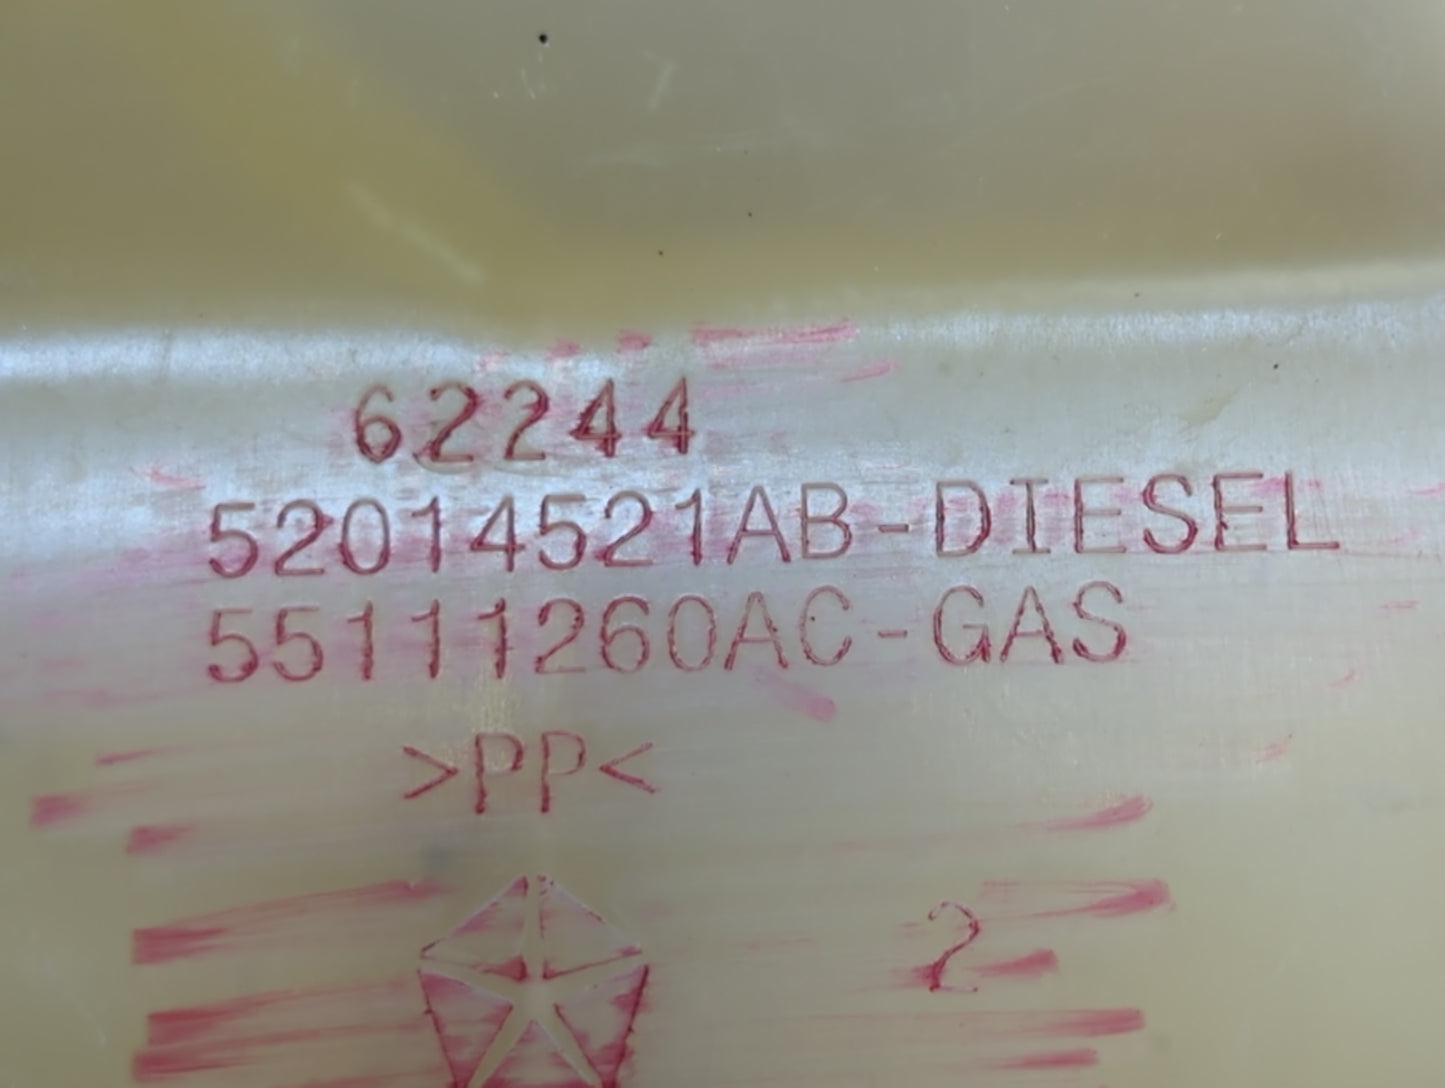 62244
52014521AB-DIESEL
55111260AC-GAS
>PP<
2